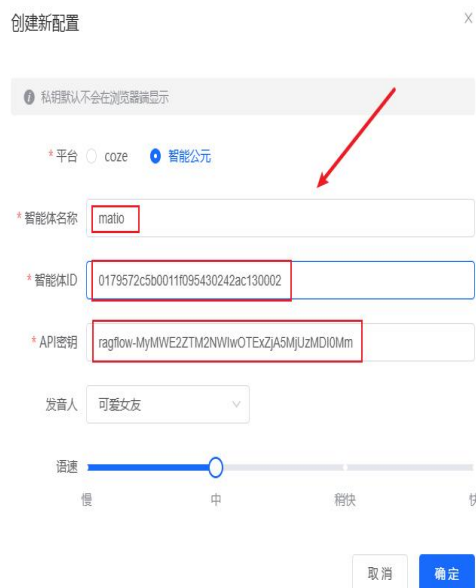 创建新配置 X
私钥默认不会在浏览器端显示
* 平台 coze 智能公元
* 智能体名称 matio
* 智能体ID 0179572c5b0011f095430242ac130002
* API密钥 ragflow-MyMWE2ZTM2NWIwOTExZjA5MjUzMDI0Mm
发音人 可爱女友
语速
慢 中 稍快 快
取消 确定